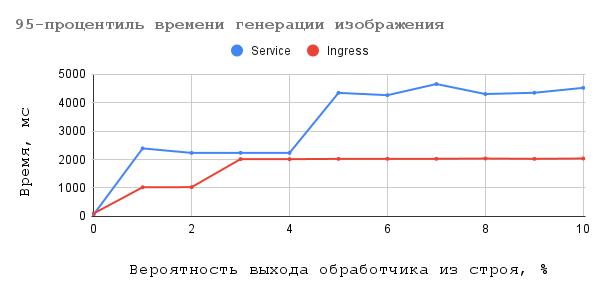 95-процентиль времени генерации изображения
Service Ingress
Время, мс
5000
4000
3000
2000
1000
0
0 2 4 6 8 10
Вероятность выхода обработчика из строя, %